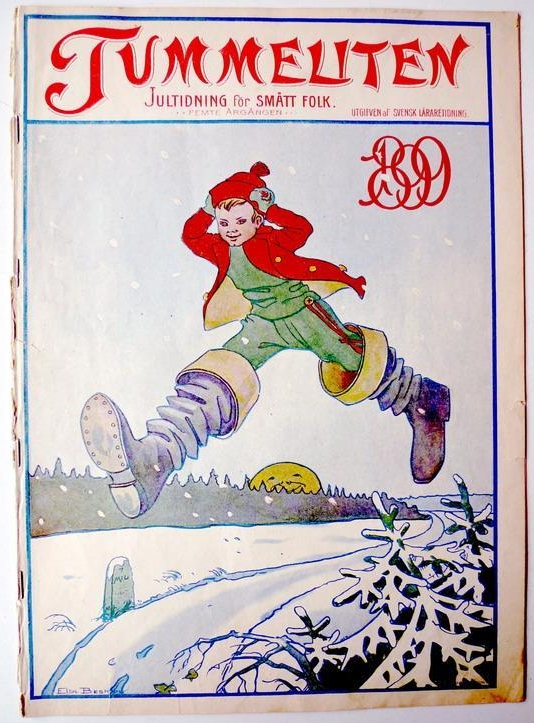 TUMMELITEN
JULTIDNING för SMÅTT FOLK.
FEMTE ÅRGÅNGEN
UTGIFVEN af SVENSK LÄRARETIDNING.
1899